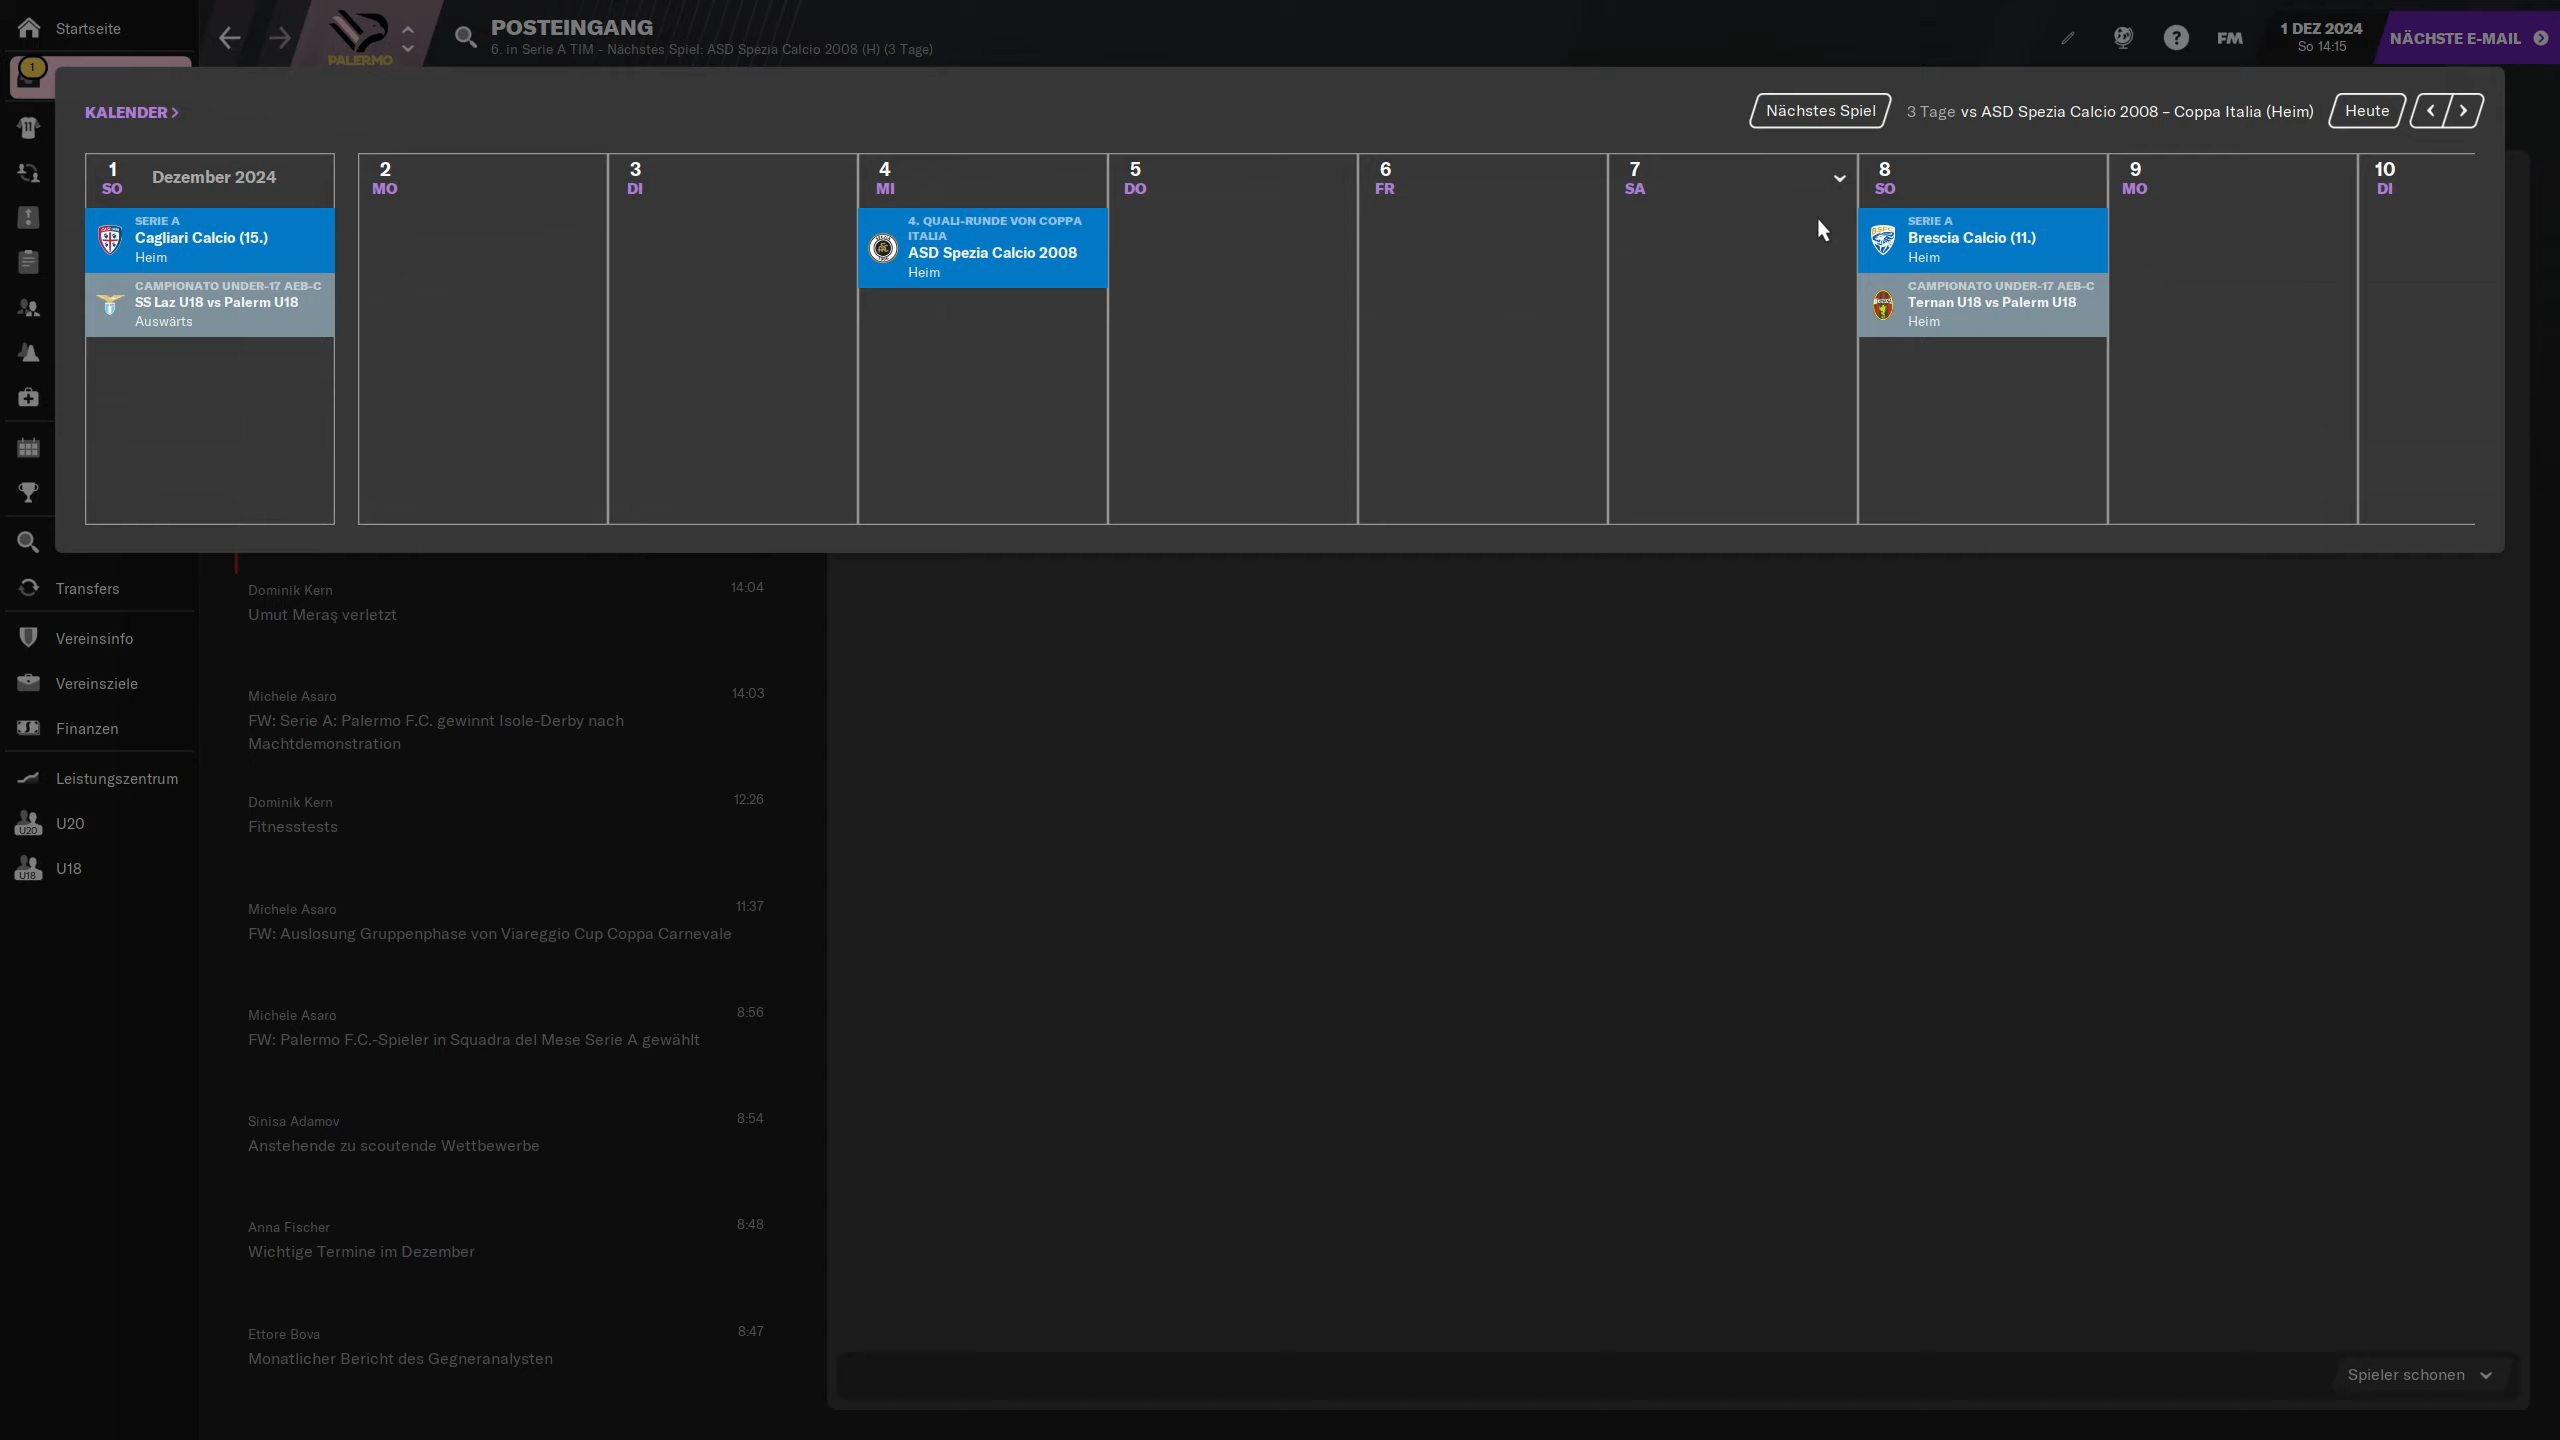 Startseite
PALERMO
POSTEINGANG
6. in Serie A TIM - Nächstes Spiel: ASD Spezia Calcio 2008 (H) (3 Tage)
FM
1 DEZ 2024
So 14:15
NÄCHSTE E-MAIL
1
KALENDER
Nächstes Spiel
3 Tage vs ASD Spezia Calcio 2008 – Coppa Italia (Heim)
Heute
1
SO
Dezember 2024
SERIE A
Cagliari Calcio (15.)
Heim
CAMPIONATO UNDER-17 AEB-C
SS Laz U18 vs Palerm U18
Auswärts
2
MO
3
DI
4
MI
4. QUALI-RUNDE VON COPPA
ITALIA
ASD Spezia Calcio 2008
Heim
5
DO
6
FR
7
SA
8
SO
SERIE A
Brescia Calcio (11.)
Heim
CAMPIONATO UNDER-17 AEB-C
Ternan U18 vs Palerm U18
Heim
9
MO
10
DI
Transfers
Vereinsinfo
Vereinsziele
Finanzen
Leistungszentrum
U20
U20
U18
U18
Dominik Kern
14:04
Umut Meraş verletzt
Michele Asaro
14:03
FW: Serie A: Palermo F.C. gewinnt Isole-Derby nach
Machtdemonstration
Dominik Kern
12:26
Fitnesstests
Michele Asaro
11:37
FW: Auslosung Gruppenphase von Viareggio Cup Coppa Carnevale
Michele Asaro
8:56
FW: Palermo F.C.-Spieler in Squadra del Mese Serie A gewählt
Sinisa Adamov
8:54
Anstehende zu scoutende Wettbewerbe
Anna Fischer
8:48
Wichtige Termine im Dezember
Ettore Bova
8:47
Monatlicher Bericht des Gegneranalysten
Spieler schonen